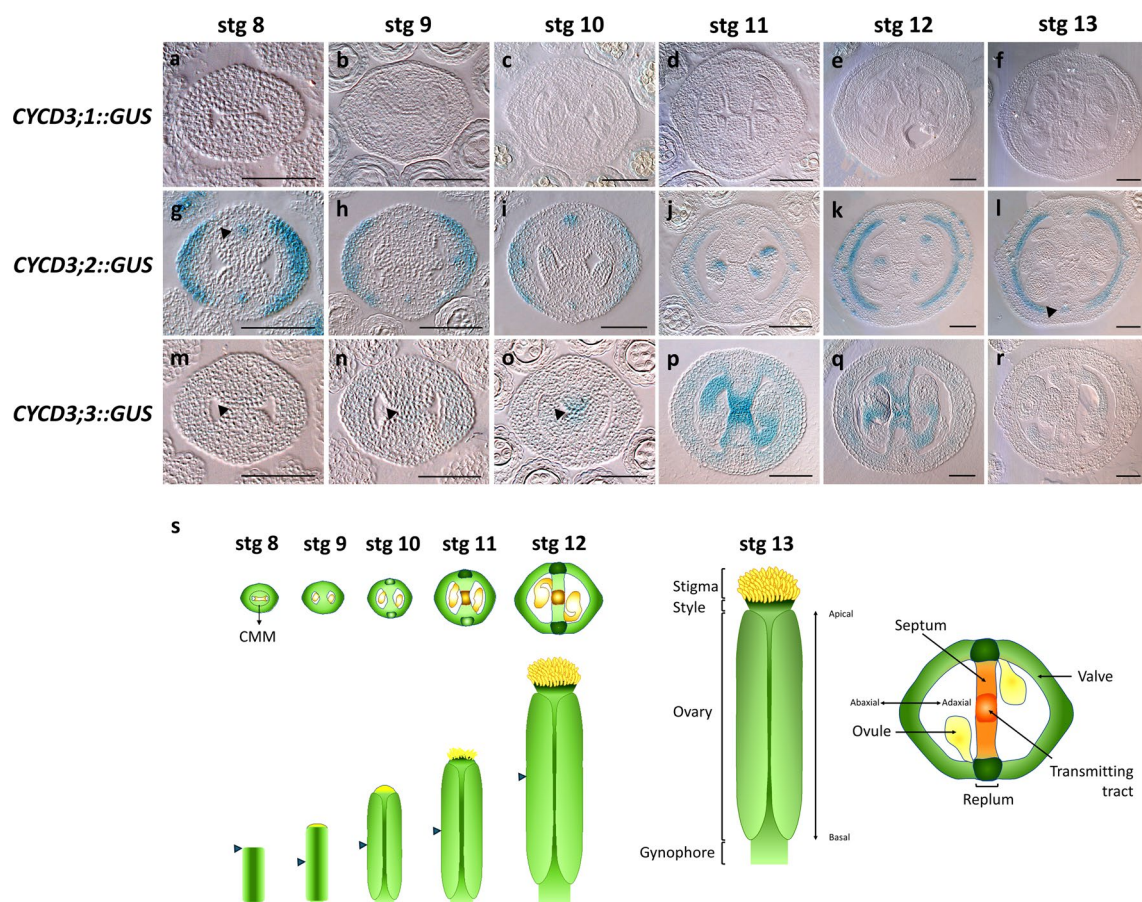 stg 8 stg 9 stg 10 stg 11 stg 12 stg 13
CYCD3;1::GUS
a b c d e f
CYCD3;2::GUS
g h i j k l
CYCD3;3::GUS
m n o p q r
s
stg 8 stg 9 stg 10 stg 11 stg 12 stg 13
CMM
Stigma
Style
Ovary
Gynophore
Apical
Basal
Septum
Valve
Abaxial Adaxial
Ovule
Transmitting
tract
Replum